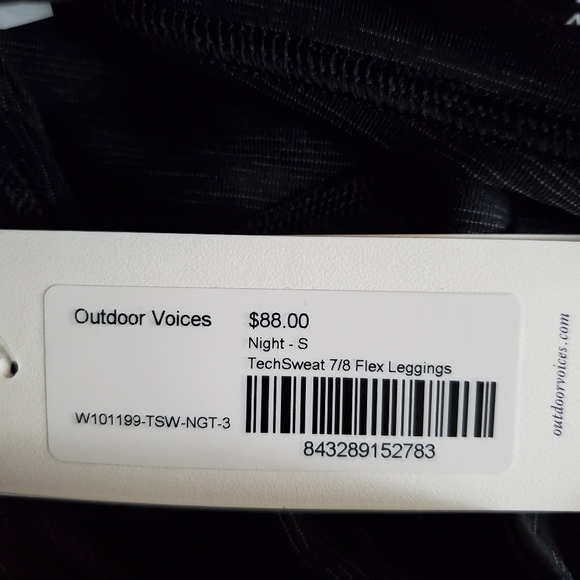 Outdoor Voices
$88.00
Night - S
TechSweat 7/8 Flex Leggings
W101199-TSW-NGT-3
843289152783
outdoorvoices.com